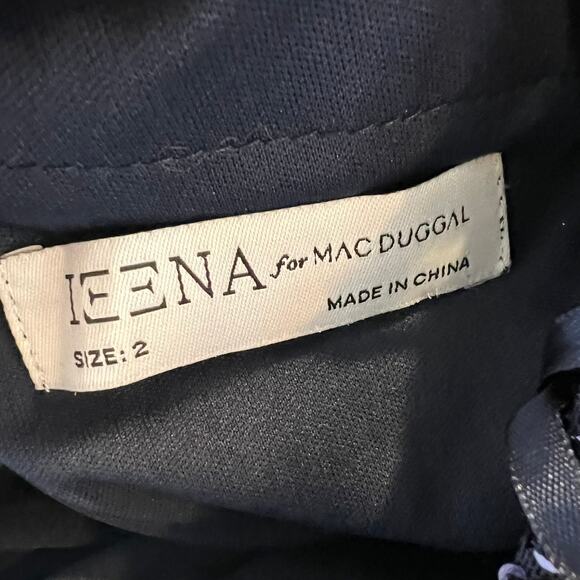 IEENA for MAC DUGGAL
SIZE: 2
MADE IN CHINA